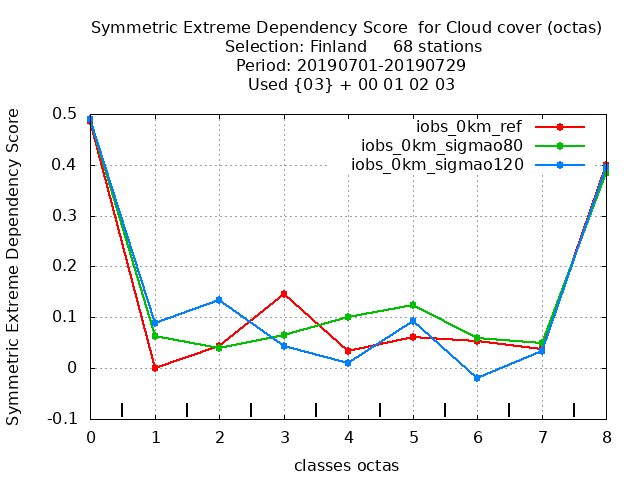 Symmetric Extreme Dependency Score  for Cloud cover (octas)
Selection: Finland     68 stations
Period: 20190701-20190729
Used {03} + 00 01 02 03
iobs_0km_ref
iobs_0km_sigmao80
iobs_0km_sigmao120
Symmetric Extreme Dependency Score
0.5
0.4
0.3
0.2
0.1
0
-0.1
0 1 2 3 4 5 6 7 8
classes octas